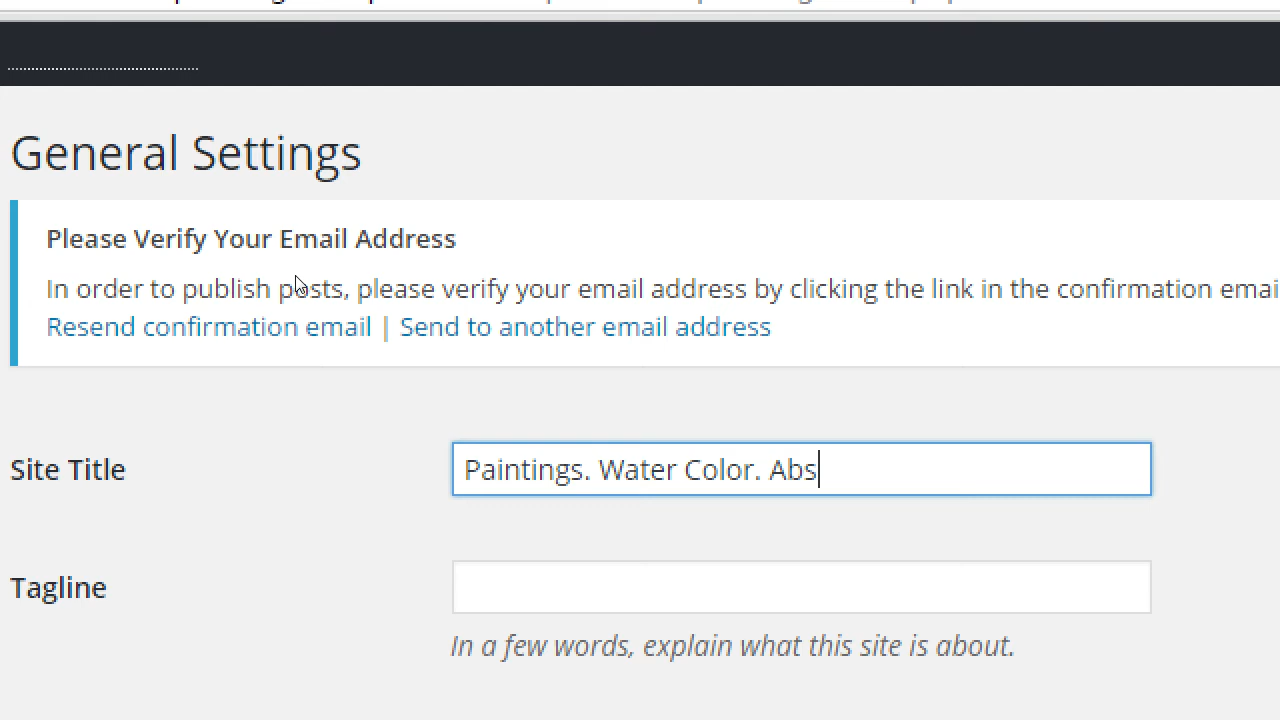 General Settings
Please Verify Your Email Address
In order to publish posts, please verify your email address by clicking the link in the confirmation emai
Resend confirmation email | Send to another email address
Site Title
Paintings. Water Color. Abs
Tagline
In a few words, explain what this site is about.